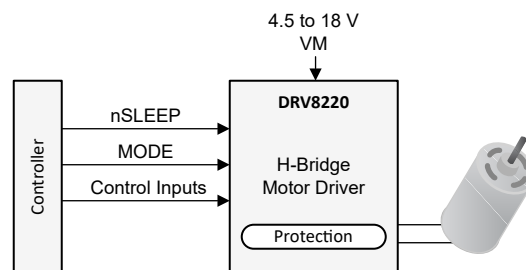 4.5 to 18 V
VM
DRV8220
nSLEEP
MODE
Control Inputs
Controller
H-Bridge
Motor Driver
Protection